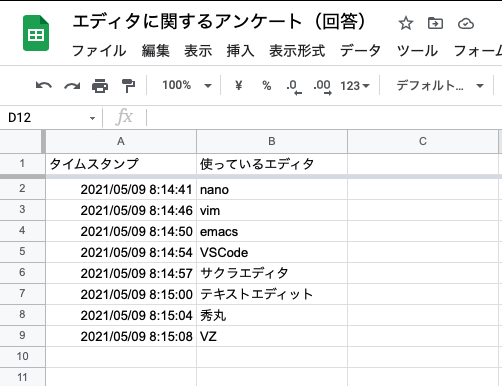 エディタに関するアンケート（回答）
ファイル 編集 表示 挿入 表示形式 データ ツール フォーム
100% ¥ % .0 .00 123 デフォルト...
D12 fx
A B C
1 タイムスタンプ 使っているエディタ
2 2021/05/09 8:14:41 nano
3 2021/05/09 8:14:46 vim
4 2021/05/09 8:14:50 emacs
5 2021/05/09 8:14:54 VSCode
6 2021/05/09 8:14:57 サクラエディタ
7 2021/05/09 8:15:00 テキストエディット
8 2021/05/09 8:15:04 秀丸
9 2021/05/09 8:15:08 VZ
10
11